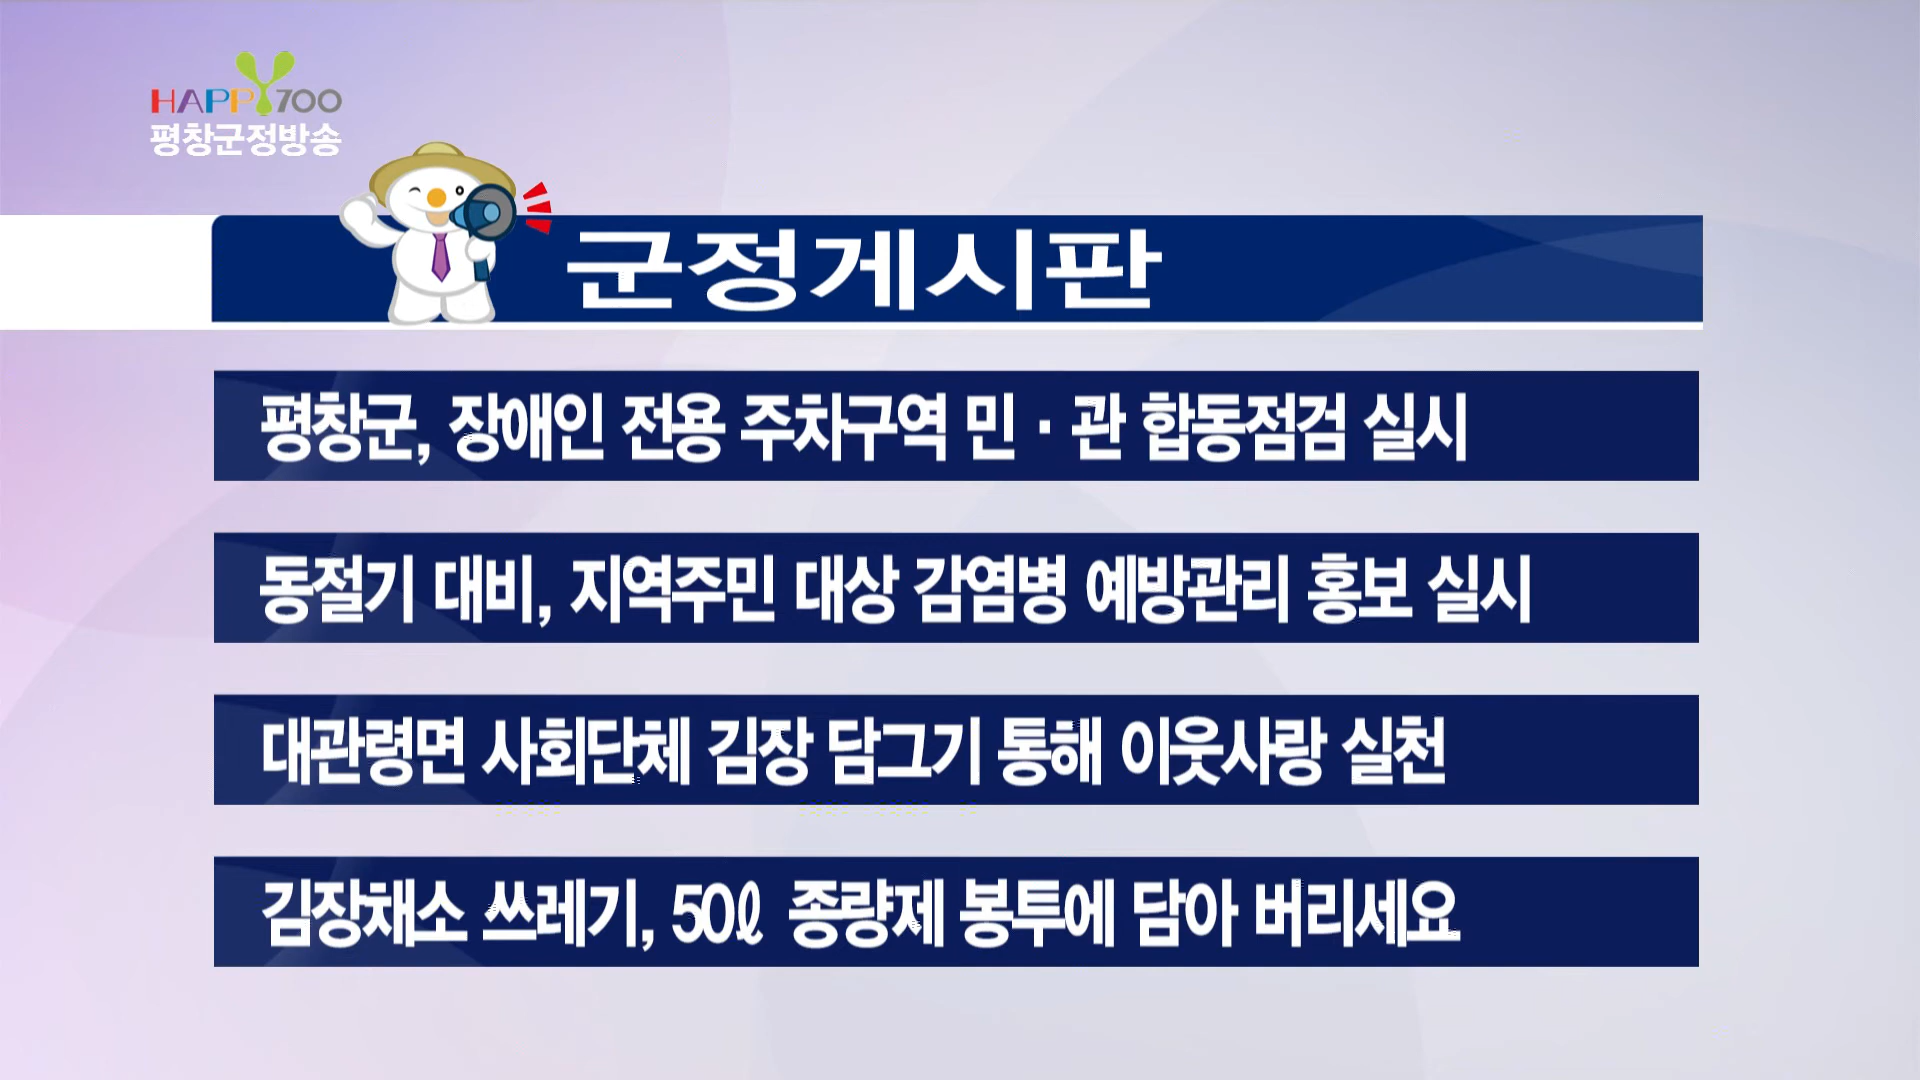 HAPPY700
평창군정방송
군정게시판
평창군, 장애인 전용 주차구역 민 · 관 합동점검 실시
동절기 대비, 지역주민 대상 감염병 예방관리 홍보 실시
대관령면 사회단체 김장 담그기 통해 이웃사랑 실천
김장채소 쓰레기, 50ℓ 종량제 봉투에 담아 버리세요